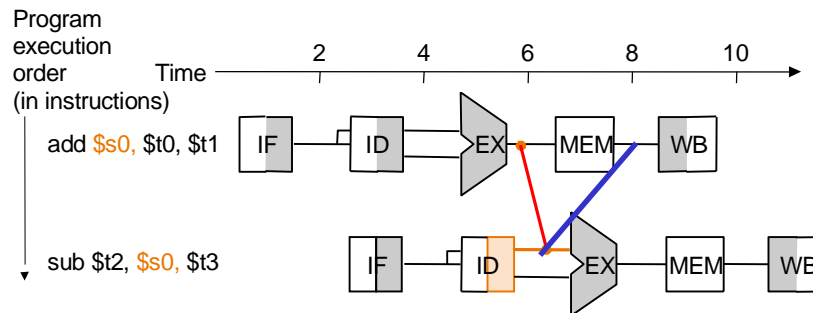 Program
execution
order
(in instructions)
Time
2 4 6 8 10
add $s0, $t0, $t1
IF ID EX MEM WB
sub $t2, $s0, $t3
IF ID EX MEM WB